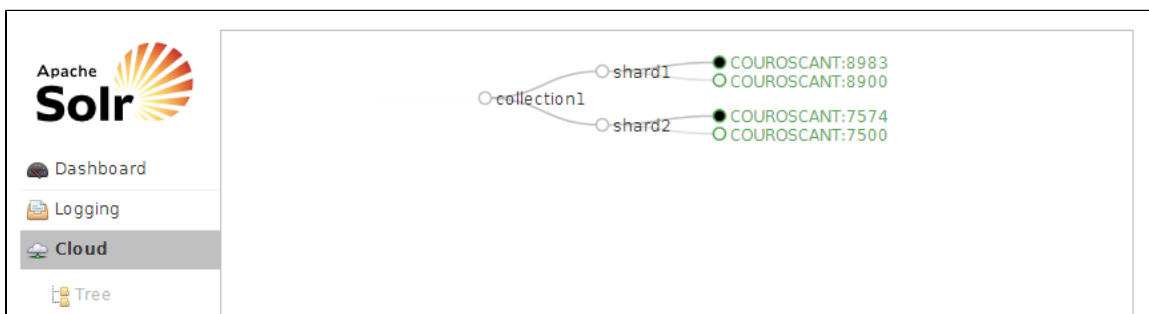 Apache
Solr
Dashboard
Logging
Cloud
Tree
collection1
shard1
shard2
COUROSCANT:8983
COUROSCANT:8900
COUROSCANT:7574
COUROSCANT:7500